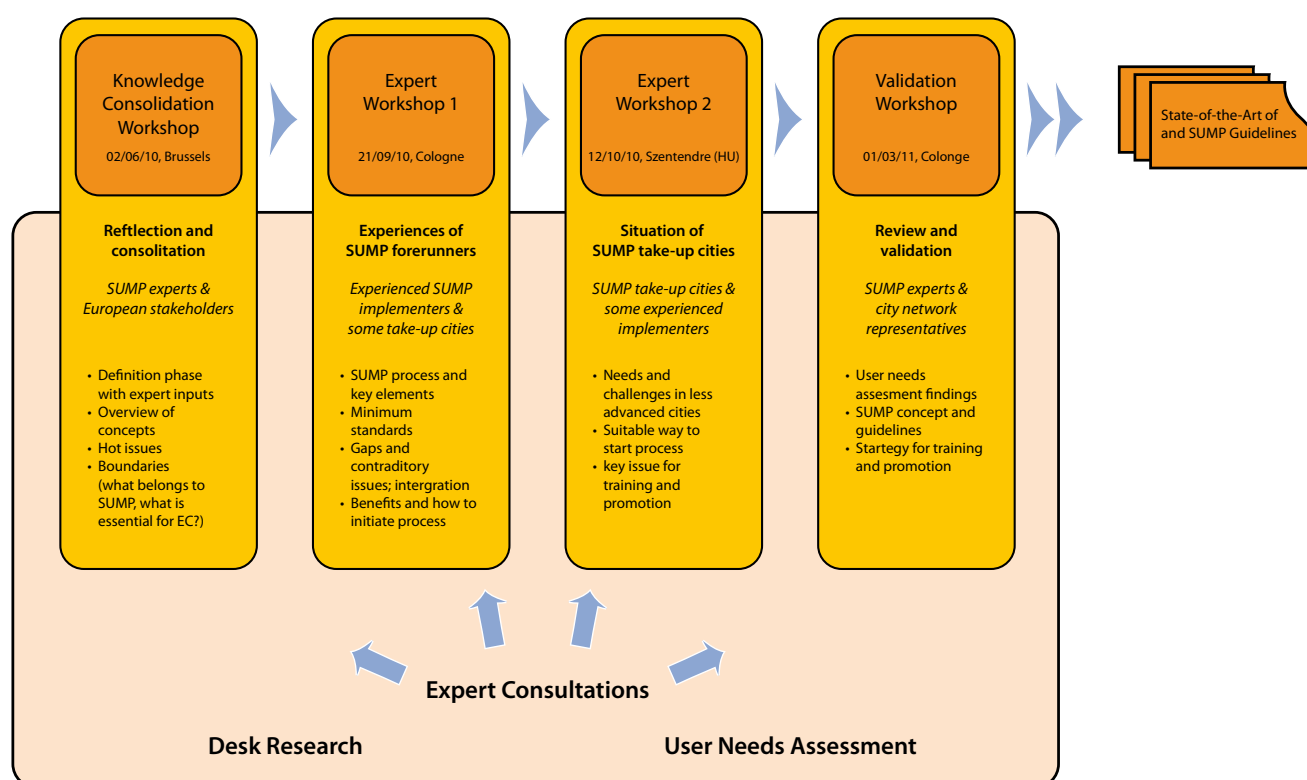 Knowledge
Consolidation
Workshop
02/06/10, Brussels
Reftlection and
consolitation
SUMP experts &
European stakeholders
• Definition phase
with expert inputs
• Overview of
concepts
• Hot issues
• Boundaries
(what belongs to
SUMP, what is
essential for EC?)
Expert
Workshop 1
21/09/10, Cologne
Experiences of
SUMP forerunners
Experienced SUMP
implementers &
some take-up cities
• SUMP process and
key elements
• Minimum
standards
• Gaps and
contraditory
issues; intergration
• Benefits and how to
initiate process
Expert
Workshop 2
12/10/10, Szentendre (HU)
Situation of
SUMP take-up cities
SUMP take-up cities &
some experienced
implementers
• Needs and
challenges in less
advanced cities
• Suitable way to
start process
• key issue for
training and
promotion
Validation
Workshop
01/03/11, Colonge
Review and
validation
SUMP experts &
city network
representatives
• User needs
assesment findings
• SUMP concept and
guidelines
• Startegy for training
and promotion
State-of-the-Art of
and SUMP Guidelines
Expert Consultations
Desk Research
User Needs Assessment